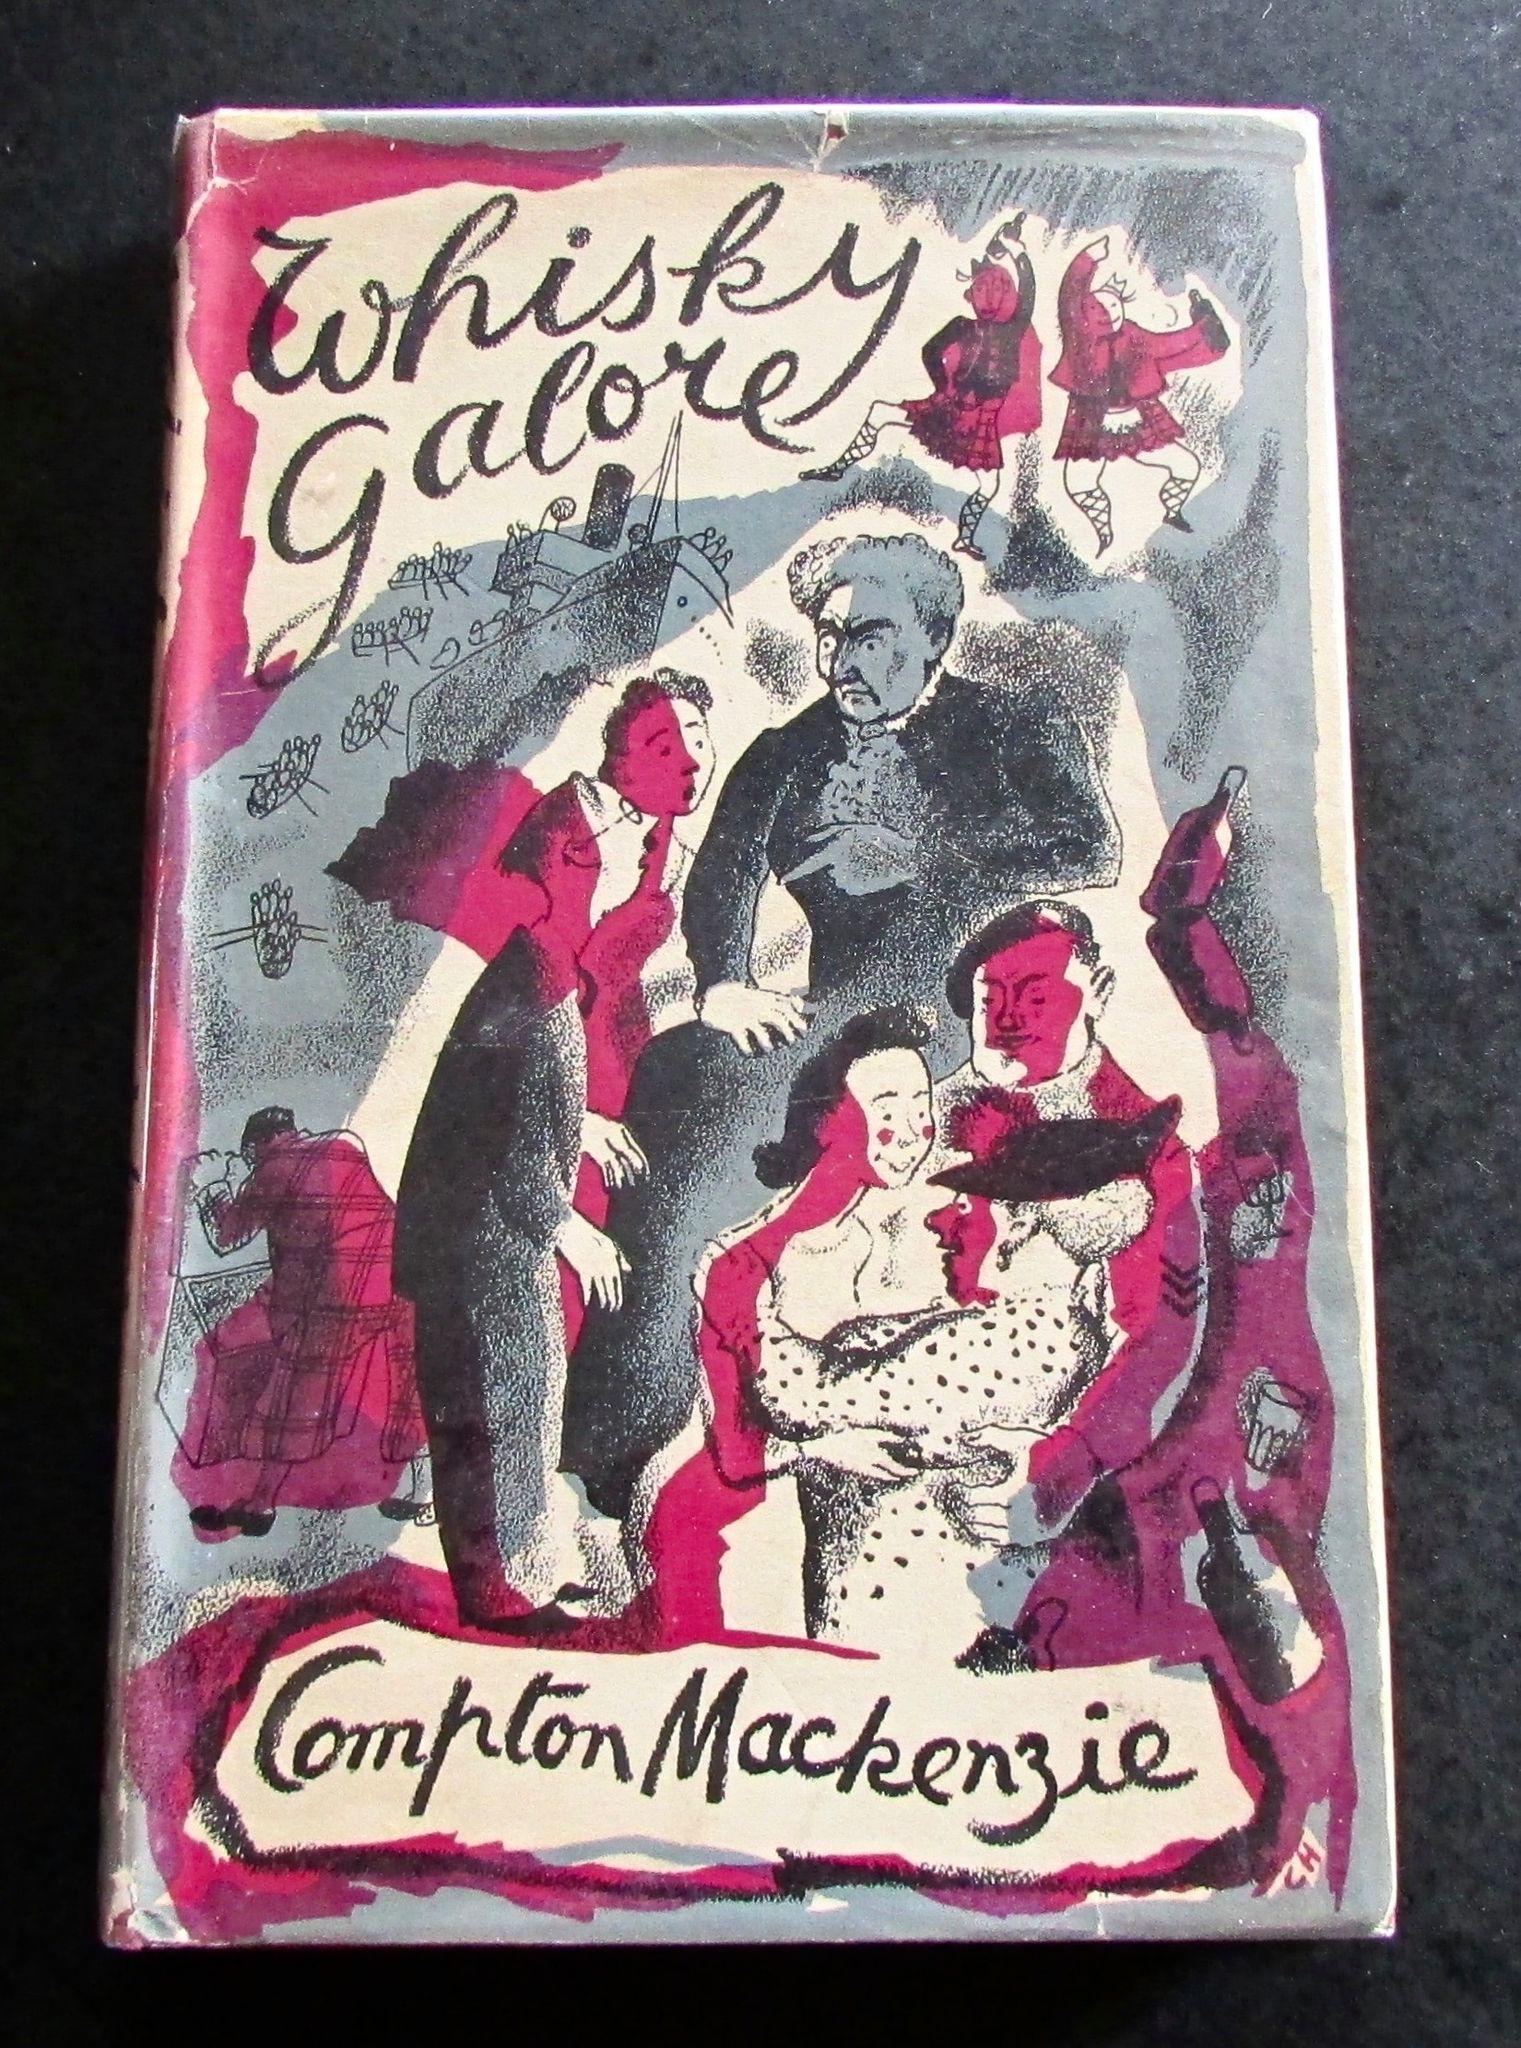 Whisky
Galore
Compton Mackenzie